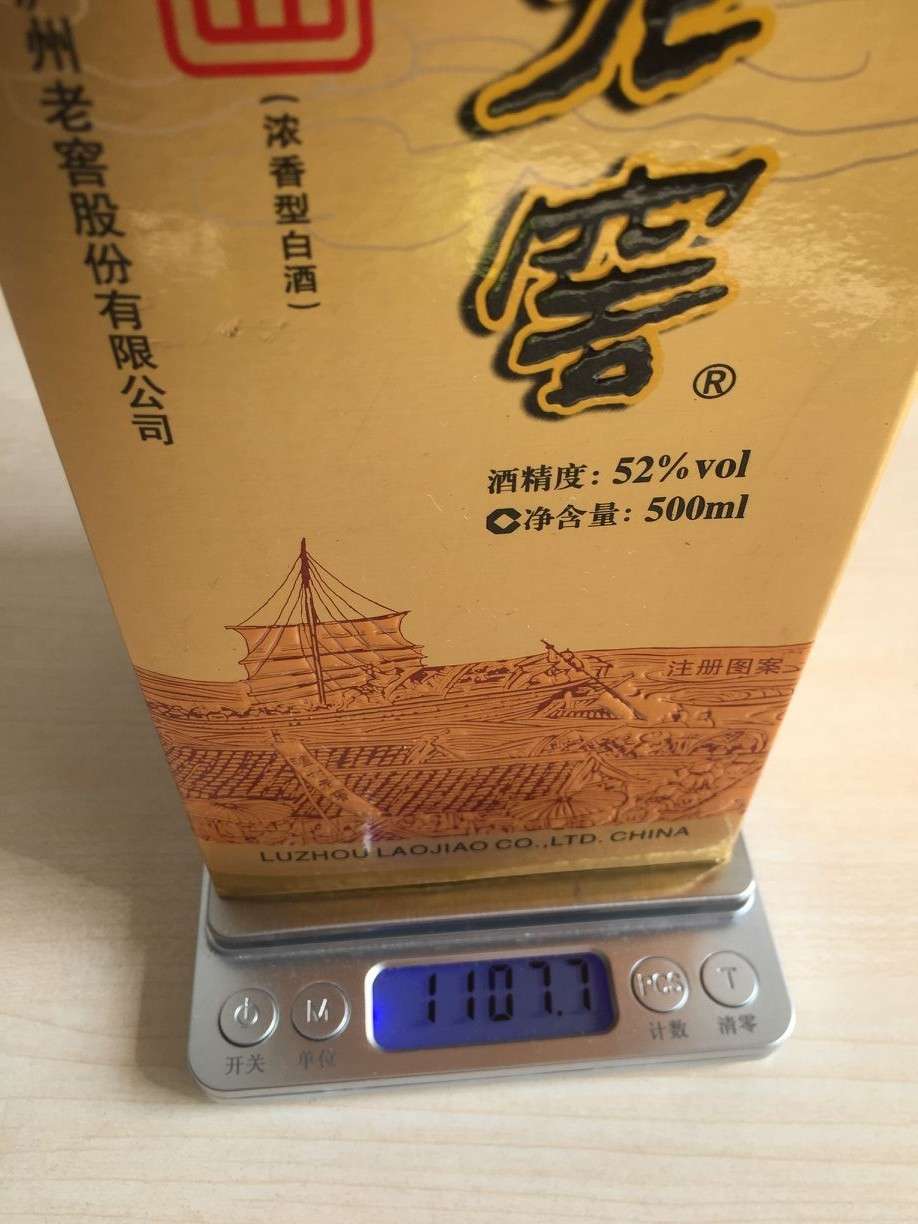 州老窖股份有限公司
(浓香型白酒)
窖®
酒精度：52%vol
净含量：500ml
注册图案
LUZHOU LAOJIAO CO.,LTD. CHINA
1107.7
M
PCS
T
开关
单位
计数
清零